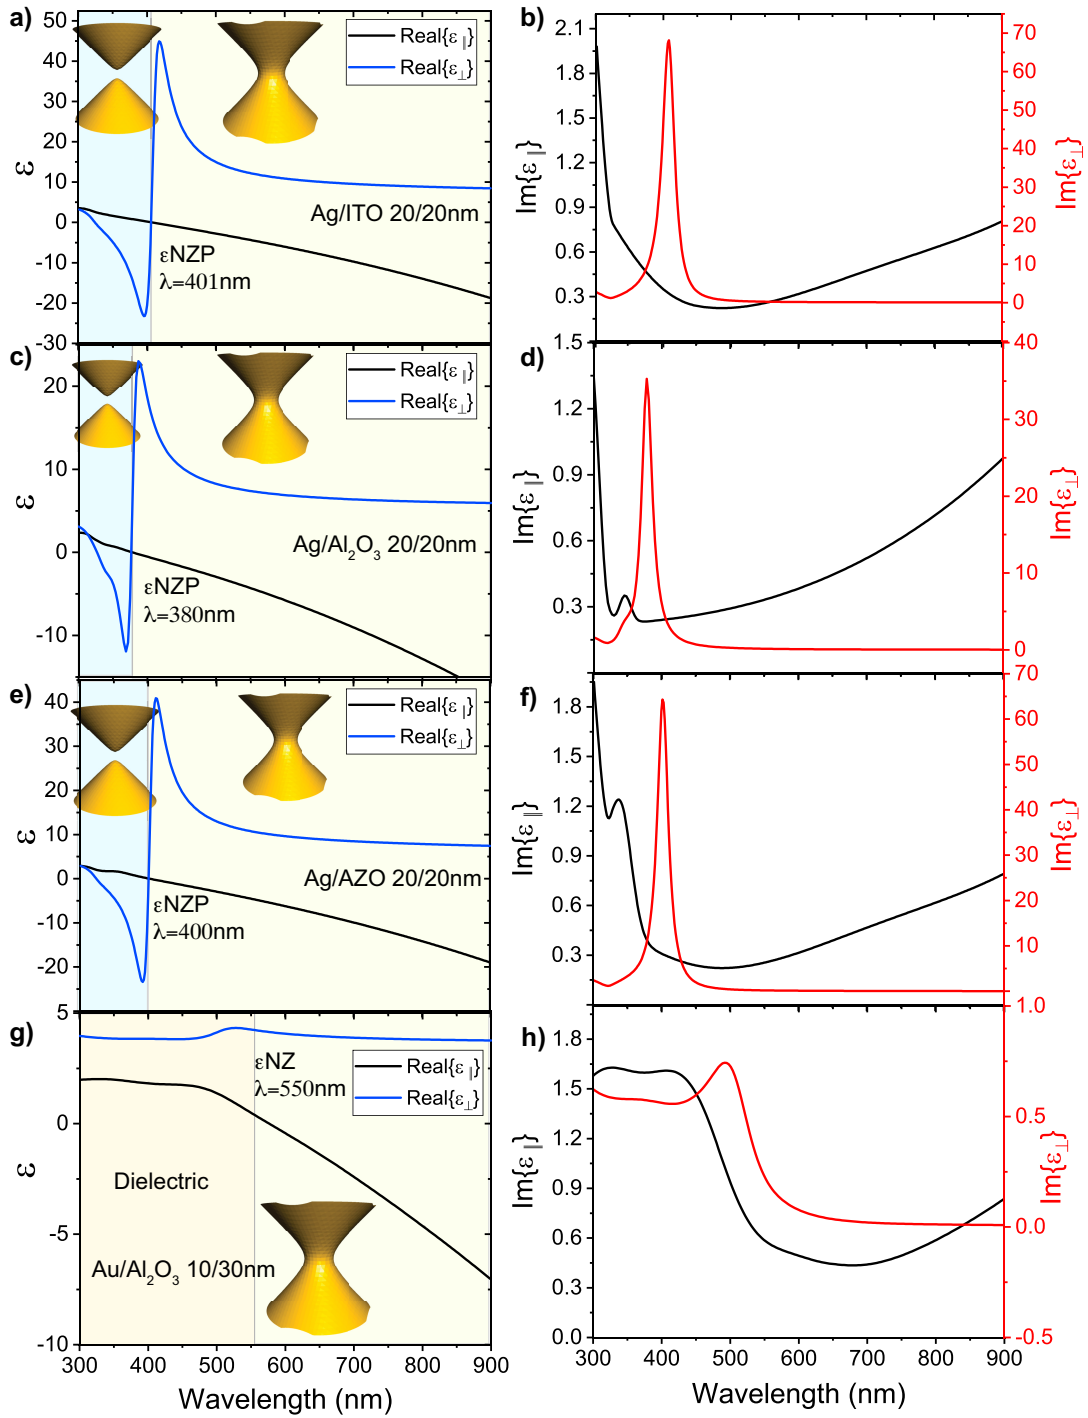 a)
50
40
30
20
10
0
-10
-20
30
ε
Real{ε∥}
Real{ε⊥}
Ag/ITO 20/20nm
εNZP
λ=401nm
b)
2.1
1.8
1.5
1.2
0.9
0.6
0.3
Im{ε∥}
70
60
50
40
30
20
10
0
40
Im{ε⊥}
c)
20
10
0
-10
ε
Real{ε∥}
Real{ε⊥}
Ag/Al₂O₃ 20/20nm
εNZP
λ=380nm
d)
1.5
1.2
0.9
0.6
0.3
Im{ε∥}
40
30
20
10
0
70
Im{ε⊥}
e)
40
30
20
10
0
-10
-20
5
ε
Real{ε∥}
Real{ε⊥}
Ag/AZO 20/20nm
εNZP
λ=400nm
f)
1.8
1.5
1.2
0.9
0.6
0.3
Im{ε∥}
60
50
40
30
20
10
0
1.0
Im{ε⊥}
g)
0
-5
-10
ε
εNZ
λ=550nm
Real{ε∥}
Real{ε⊥}
Dielectric
Au/Al₂O₃ 10/30nm
300 400 500 600 700 800 900
Wavelength (nm)
h)
1.8
1.5
1.2
0.9
0.6
0.3
0.0
Im{ε∥}
0.5
0.0
-0.5
Im{ε⊥}
300 400 500 600 700 800 900
Wavelength (nm)